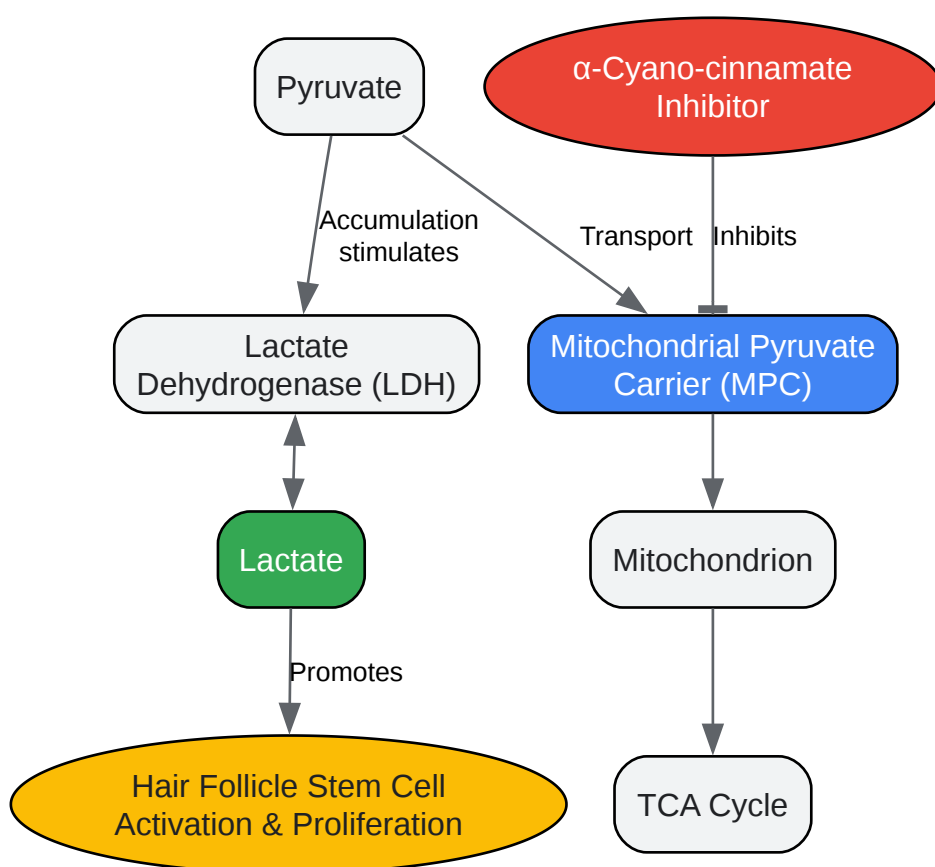 Pyruvate
α-Cyano-cinnamate
Inhibitor
Accumulation
stimulates
Transport
Inhibits
Lactate
Dehydrogenase (LDH)
Mitochondrial Pyruvate
Carrier (MPC)
Lactate
Mitochondrion
Promotes
Hair Follicle Stem Cell
Activation & Proliferation
TCA Cycle